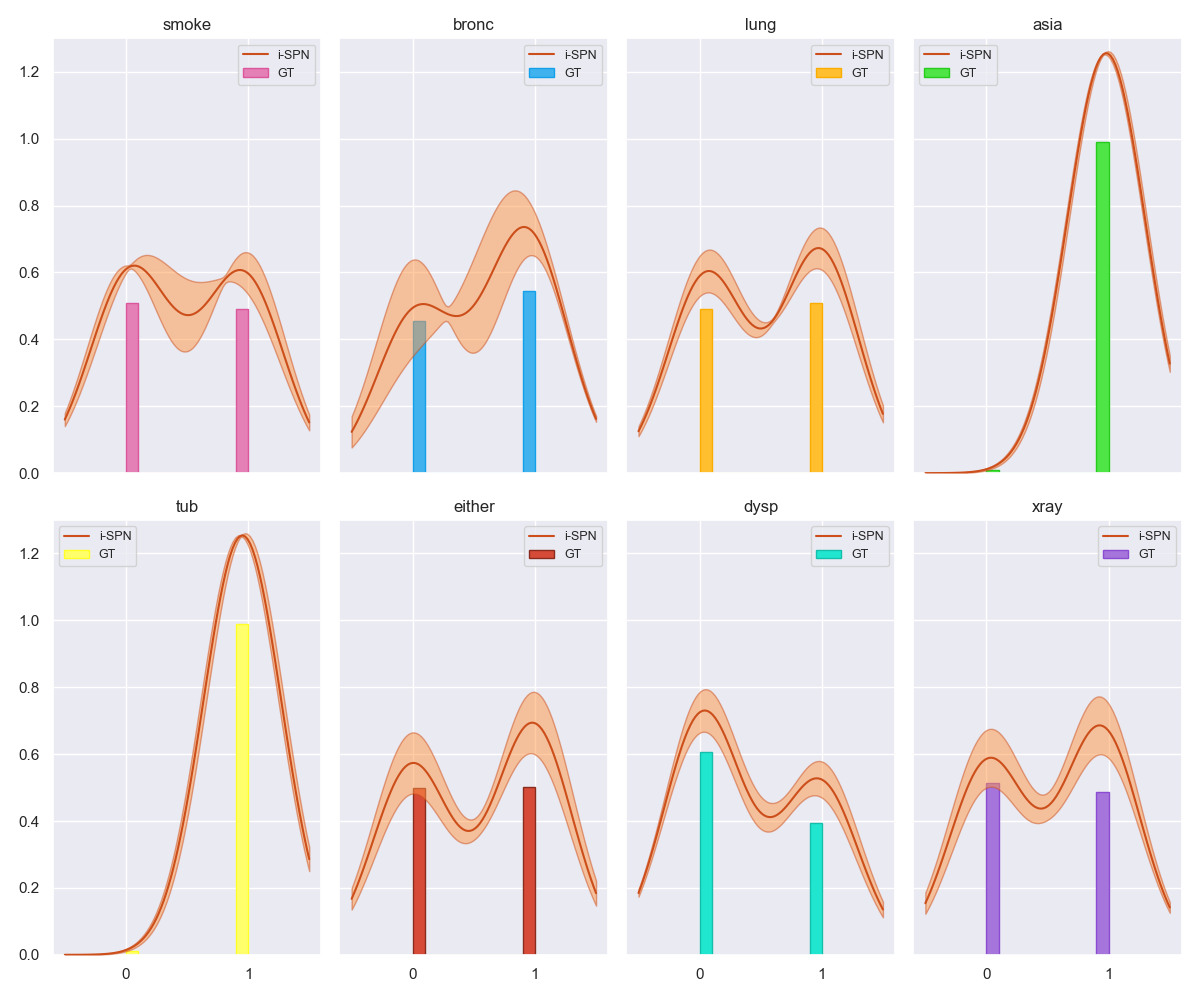 smoke
bronc
lung
asia
i-SPN
GT
i-SPN
GT
i-SPN
GT
i-SPN
GT
1.2
1.0
0.8
0.6
0.4
0.2
0.0
tub
either
dysp
xray
i-SPN
GT
i-SPN
GT
i-SPN
GT
i-SPN
GT
1.2
1.0
0.8
0.6
0.4
0.2
0.0
0 1
0 1
0 1
0 1